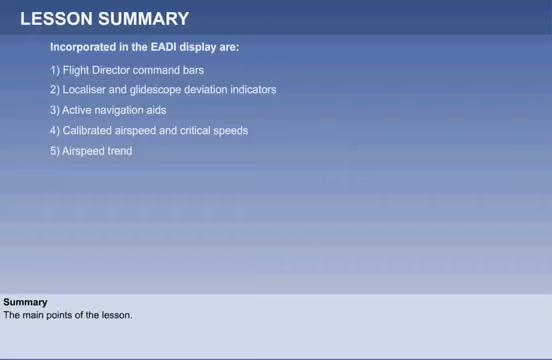 LESSON SUMMARY
Incorporated in the EADI display are:
1) Flight Director command bars
2) Localiser and glidescope deviation indicators
3) Active navigation aids
4) Calibrated airspeed and critical speeds
5) Airspeed trend
Summary
The main points of the lesson.